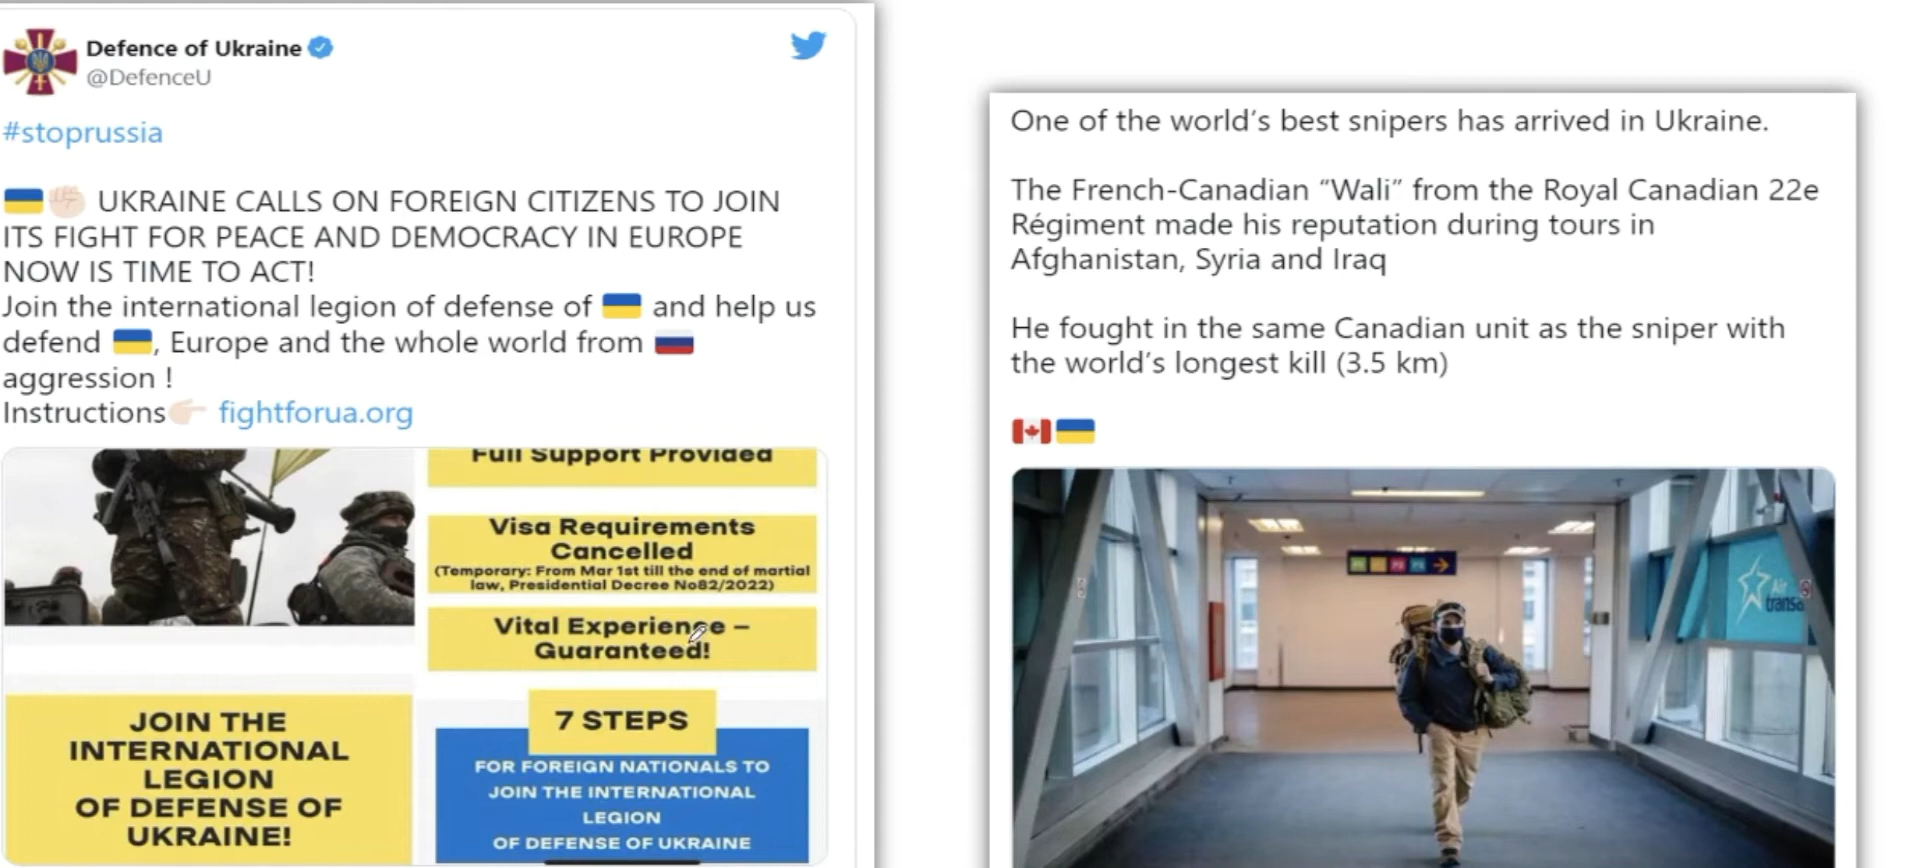 Defence of Ukraine
@DefenceU
#stoprussia
UKRAINE CALLS ON FOREIGN CITIZENS TO JOIN
ITS FIGHT FOR PEACE AND DEMOCRACY IN EUROPE
NOW IS TIME TO ACT!
Join the international legion of defense of 🇺🇦 and help us
defend 🇺🇦, Europe and the whole world from 🇷🇺
aggression !
Instructions👉🏻 fightforua.org
Full Support Provided
Visa Requirements
Cancelled
(Temporary: From Mar 1st till the end of martial
law, Presidential Decree No82/2022)
Vital Experience –
Guaranteed!
JOIN THE
INTERNATIONAL
LEGION
OF DEFENSE OF
UKRAINE!
7 STEPS
FOR FOREIGN NATIONALS TO
JOIN THE INTERNATIONAL
LEGION
OF DEFENSE OF UKRAINE
One of the world's best snipers has arrived in Ukraine.
The French-Canadian “Wali” from the Royal Canadian 22e
Régiment made his reputation during tours in
Afghanistan, Syria and Iraq
He fought in the same Canadian unit as the sniper with
the world's longest kill (3.5 km)
Air
transa